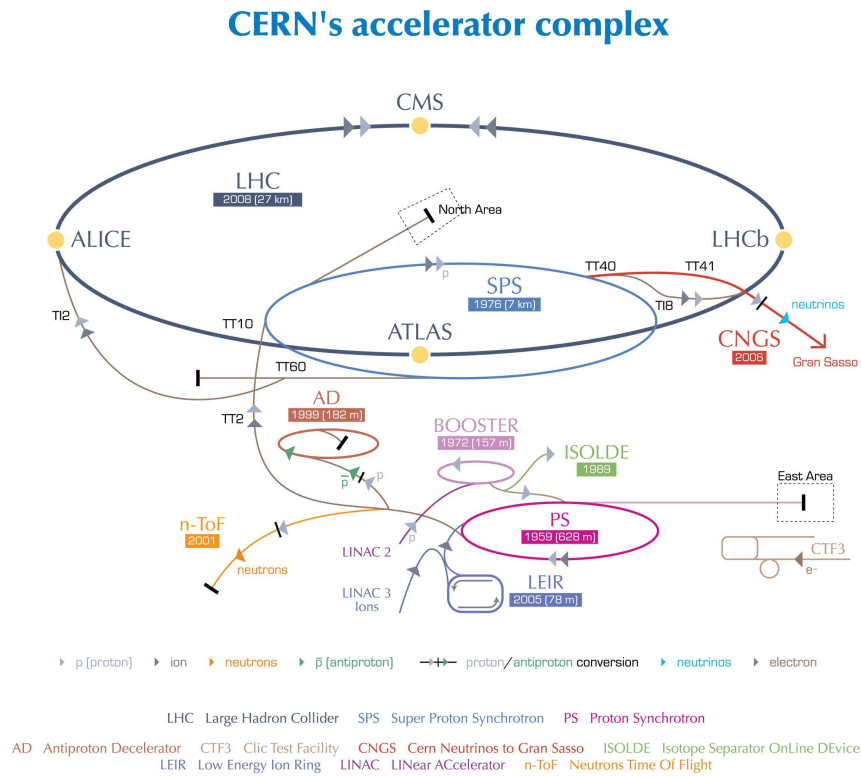 CERN's accelerator complex
CMS
LHC
2008 (27 km)
North Area
ALICE
LHCb
TT40
TT41
p
SPS
1976 (7 km)
TI2
TI8
neutrinos
TT10
ATLAS
CNGS
2006
Gran Sasso
TT60
AD
1999 (182 m)
TT2
BOOSTER
1972 (157 m)
ISOLDE
1989
p̅
p
East Area
n-ToF
2001
PS
1959 (628 m)
p
LINAC 2
neutrons
CTF3
e-
LEIR
2005 (78 m)
LINAC 3
Ions
p (proton)
ion
neutrons
p̅ (antiproton)
proton/antiproton conversion
neutrinos
electron
LHC Large Hadron Collider SPS Super Proton Synchrotron PS Proton Synchrotron
AD Antiproton Decelerator CTF3 Clic Test Facility CNGS Cern Neutrinos to Gran Sasso ISOLDE Isotope Separator OnLine DEvice
LEIR Low Energy Ion Ring LINAC LINear ACcelerator n-ToF Neutrons Time Of Flight